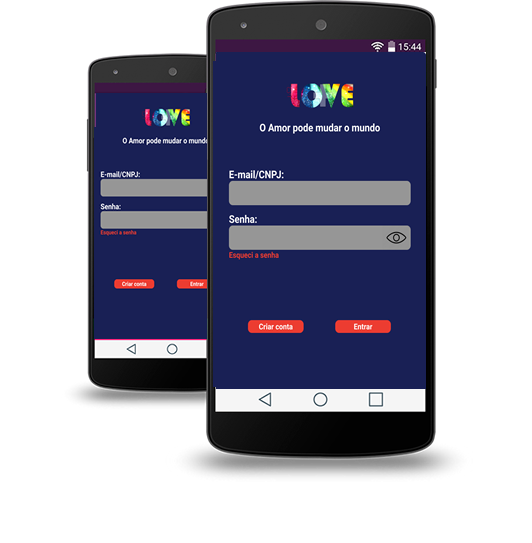 LOVE
O Amor pode mudar o mundo
E-mail/CNPJ:
Senha:
Esqueci a senha
Criar conta
Entrar
15:44
LOVE
O Amor pode mudar o mundo
E-mail/CNPJ:
Senha:
Esqueci a senha
Criar conta
Entrar